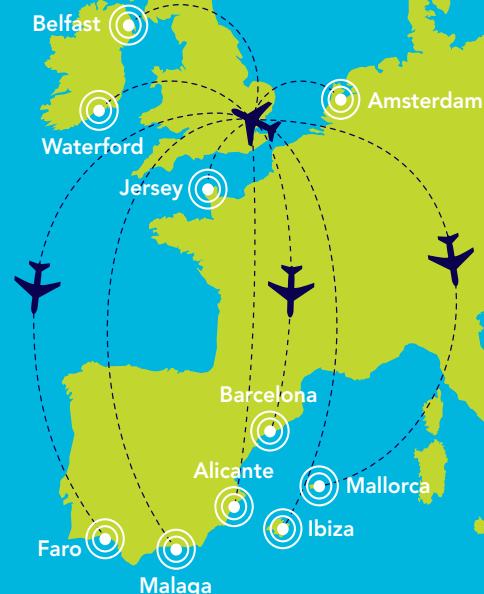 Belfast
Amsterdam
Waterford
Jersey
Barcelona
Alicante
Mallorca
Ibiza
Faro
Malaga